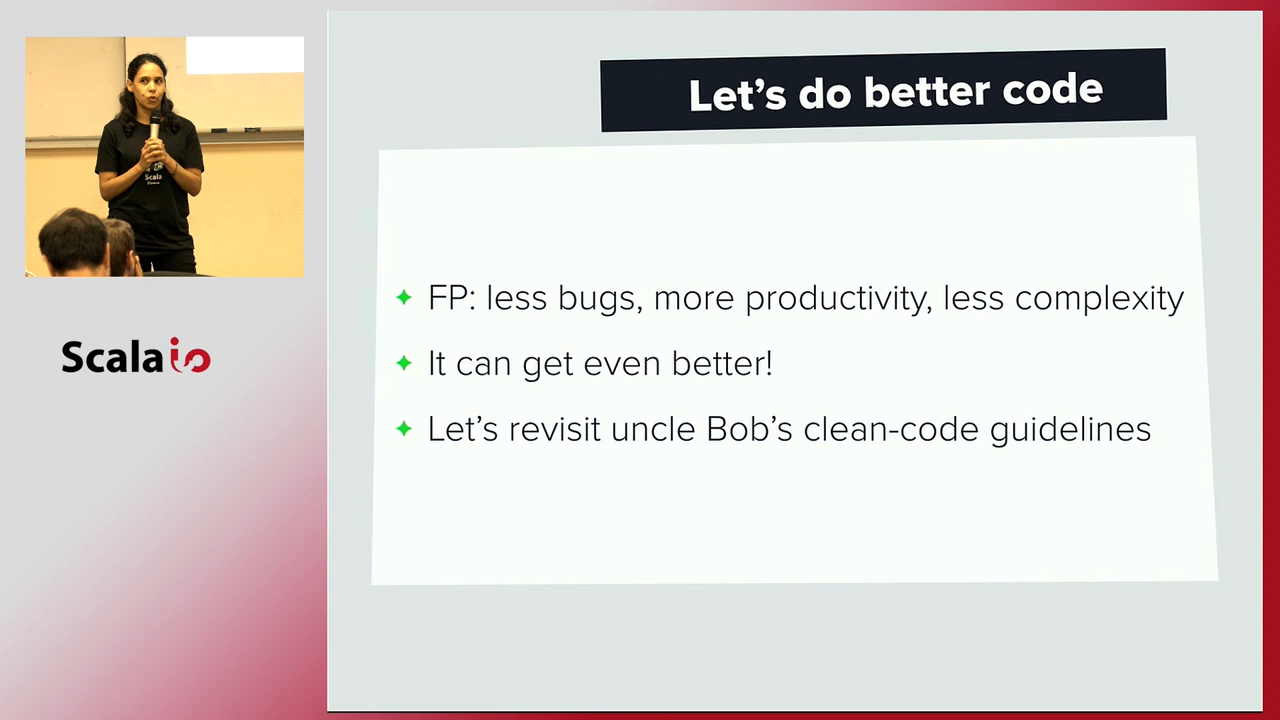 Let's do better code
FP: less bugs, more productivity, less complexity
It can get even better!
Let's revisit uncle Bob's clean-code guidelines
Scala
Scala io